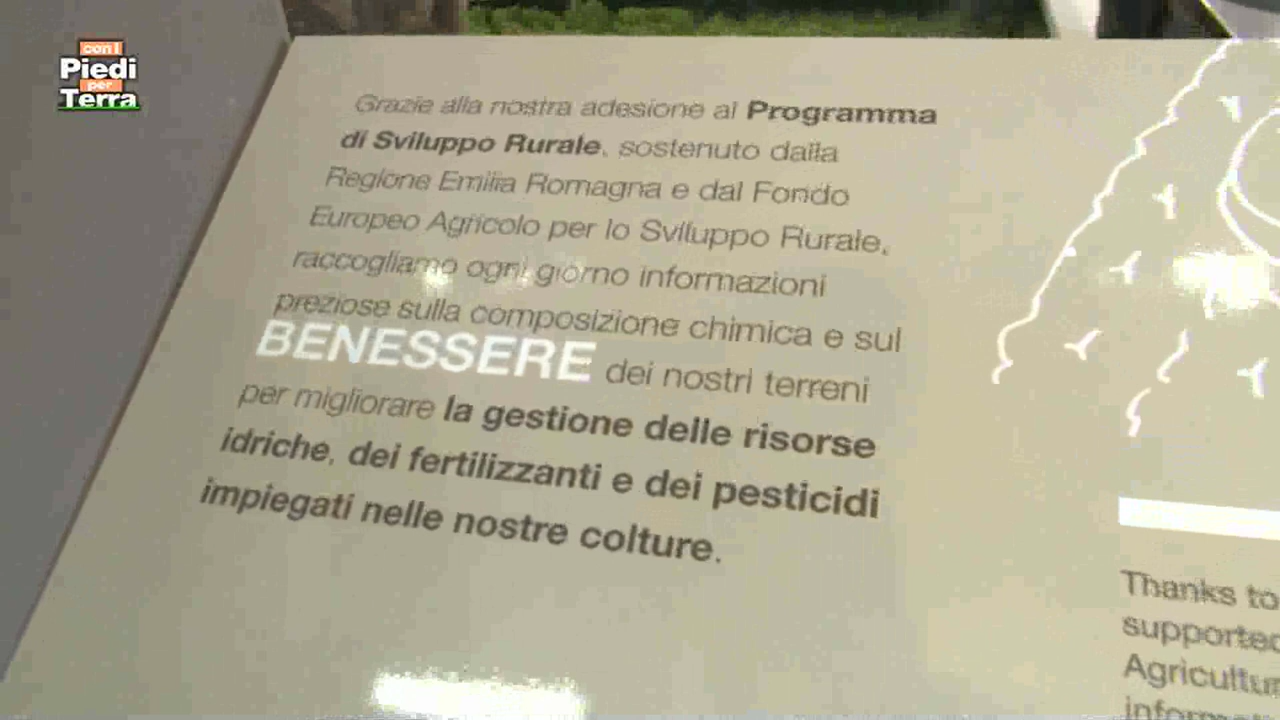 con i
Piedi
per
Terra
Grazie alla nostra adesione al Programma
di Sviluppo Rurale, sostenuto dalla
Regione Emilia Romagna e dal Fondo
Europeo Agricolo per lo Sviluppo Rurale,
raccogliamo ogni giorno informazioni
preziose sulla composizione chimica e sul
BENESSERE dei nostri terreni
per migliorare la gestione delle risorse
idriche, dei fertilizzanti e dei pesticidi
impiegati nelle nostre colture.
Thanks to
supported
Agricultur
inform